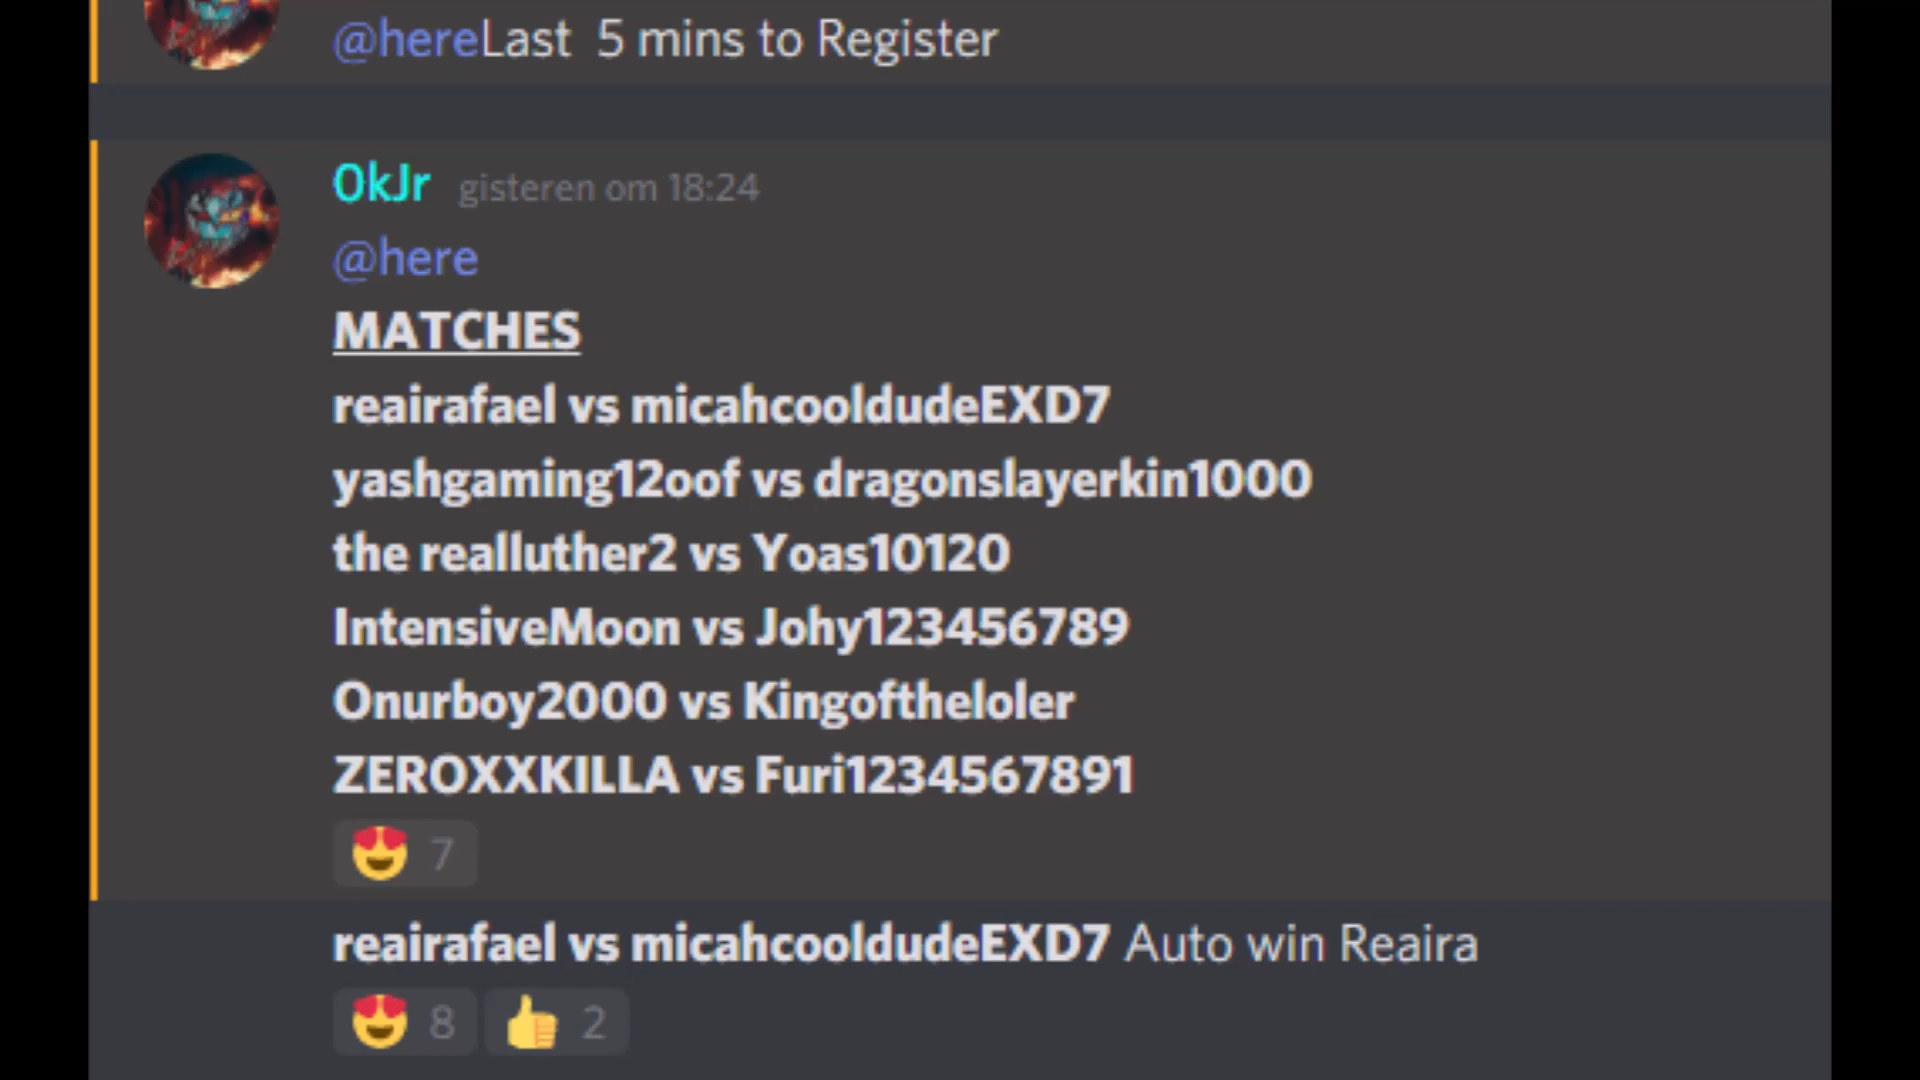 @hereLast 5 mins to Register
OkJr gisteren om 18:24
@here
MATCHES
reairafael vs micahcooldudeEXD7
yashgaming12oof vs dragonslayerkin1000
the realluther2 vs Yoas10120
IntensiveMoon vs Johy123456789
Onurboy2000 vs Kingoftheloler
ZEROXXKILLA vs Furi1234567891
7
reairafael vs micahcooldudeEXD7 Auto win Reaira
8 2